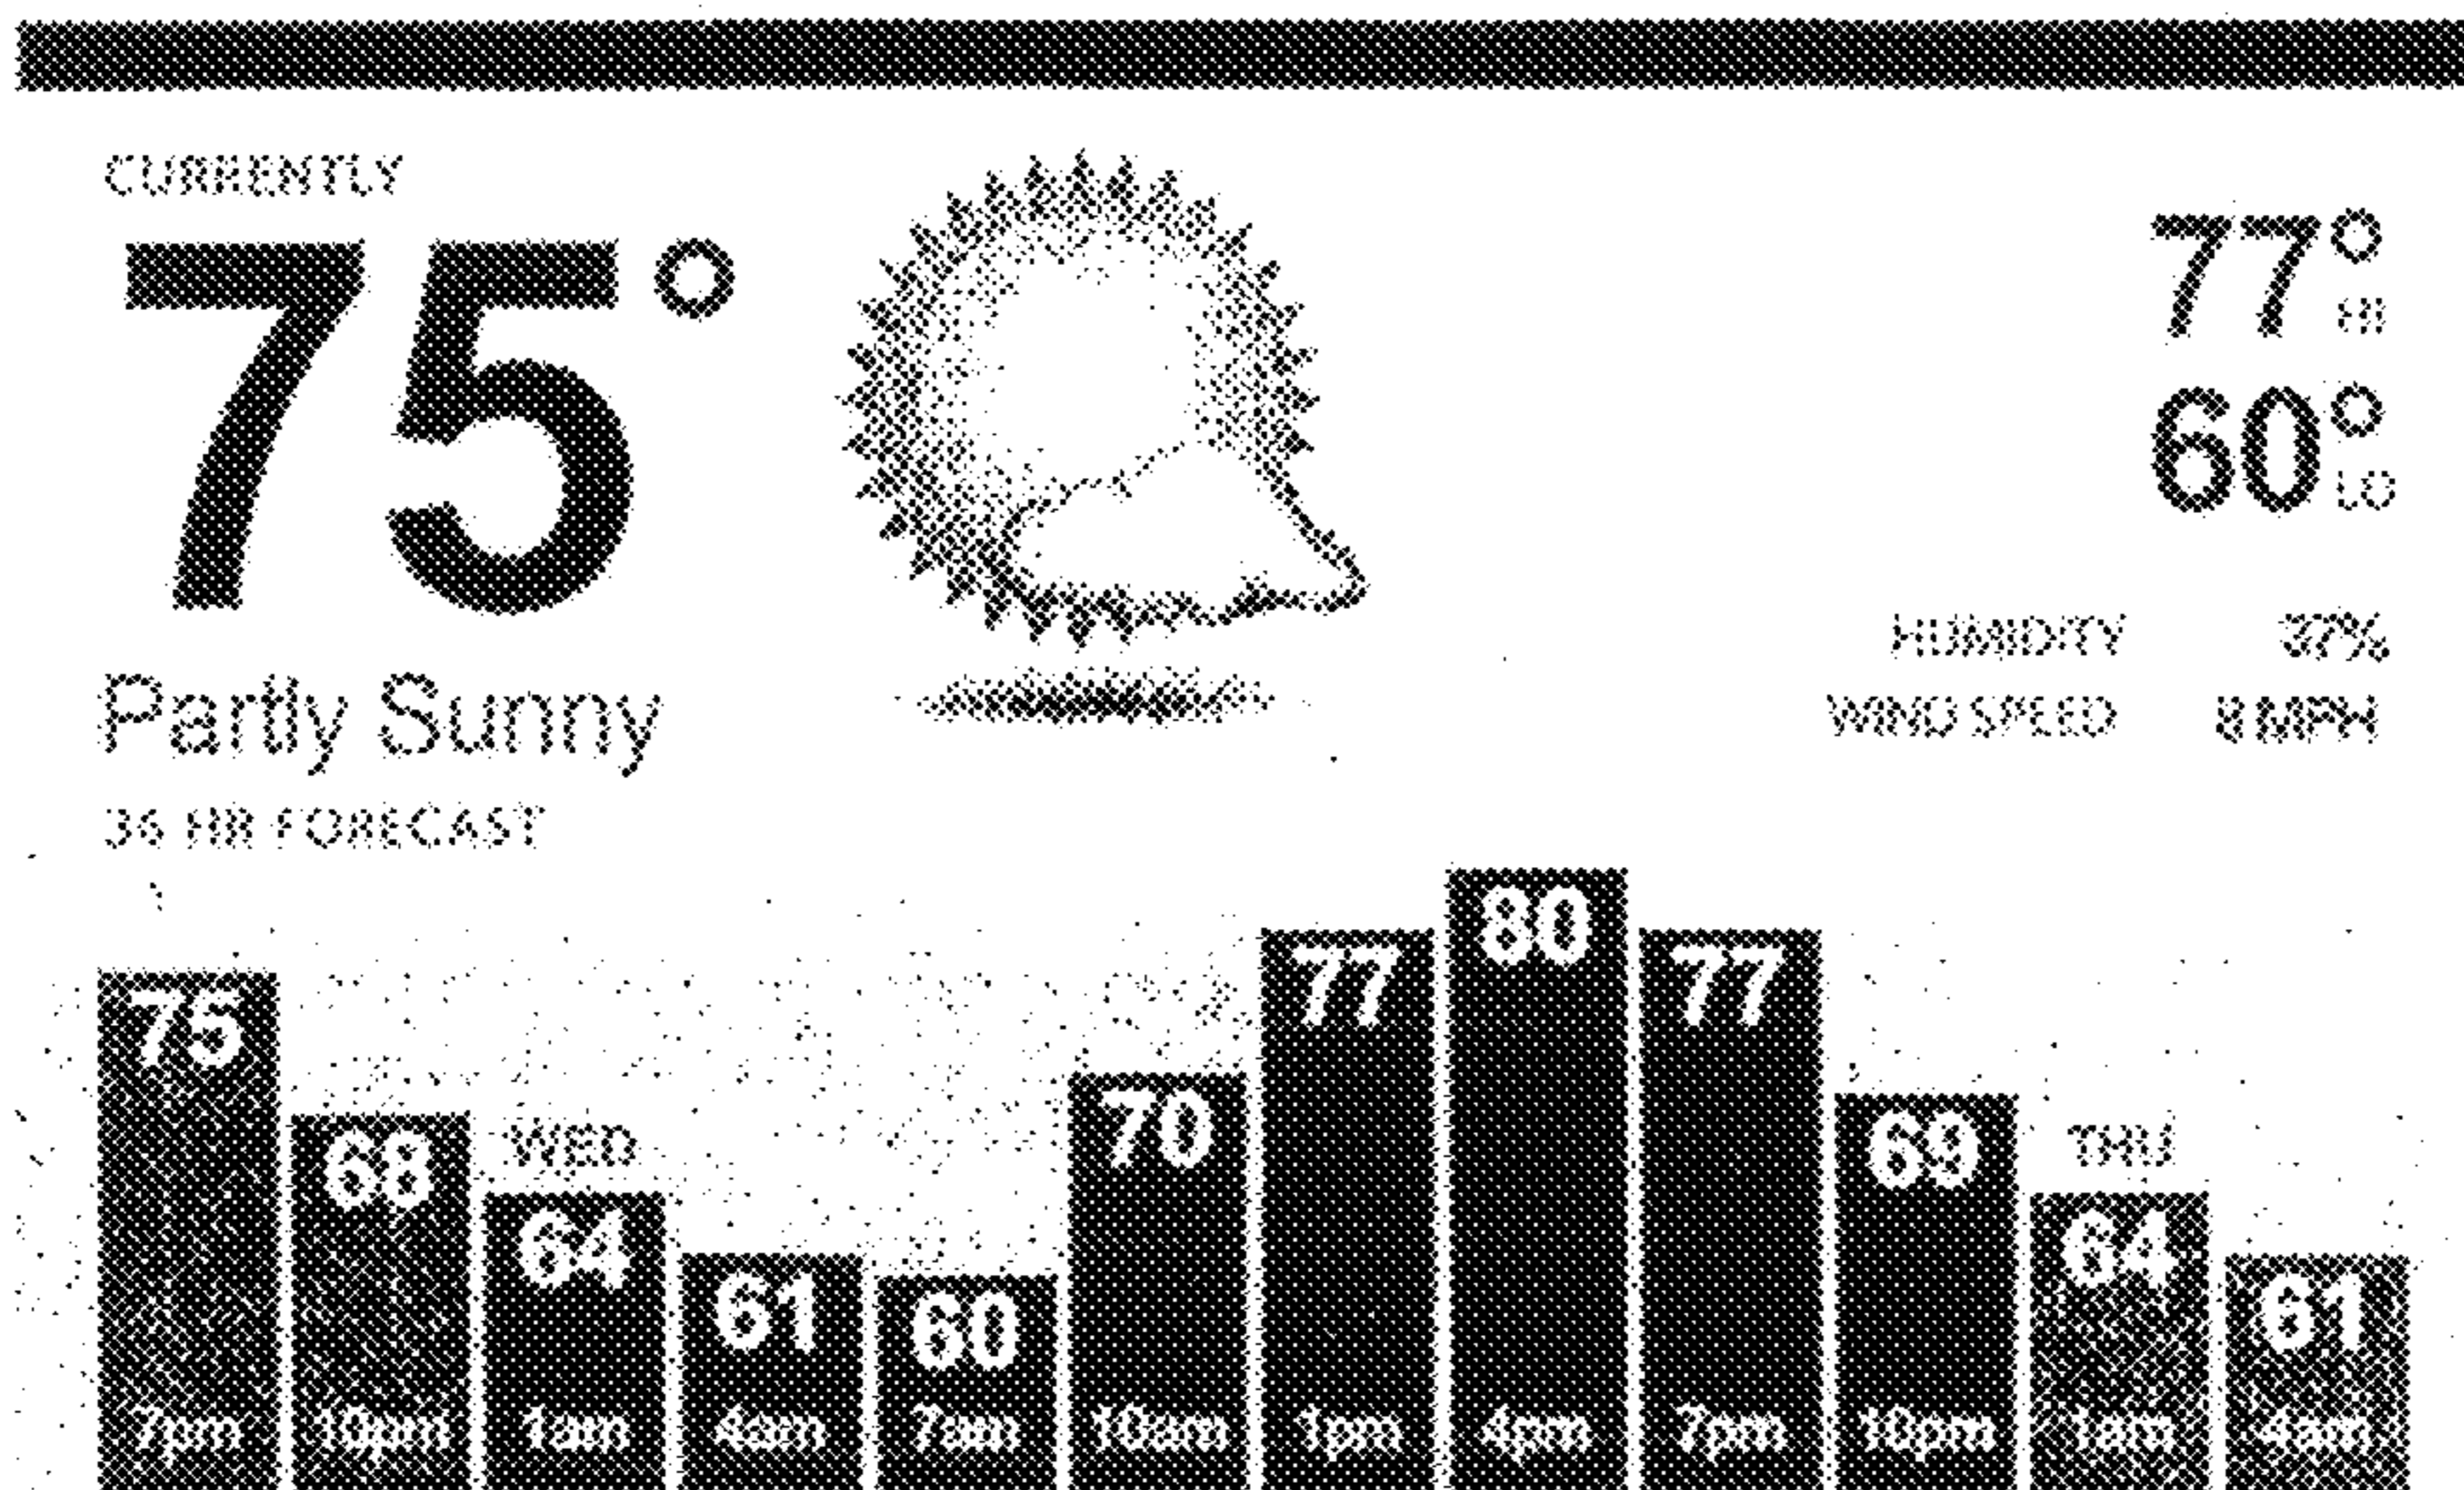 CURRENTLY
75°
Partly Sunny
77° HI
60° LO
HUMIDITY 37%
WIND SPEED 8 MPH
36 HR FORECAST
75 68 64 61 60 70 77 80 77 69 64 61
WED THU
7pm 10pm 1am 4am 7am 10am 1pm 4pm 7pm 10pm 1am 4am